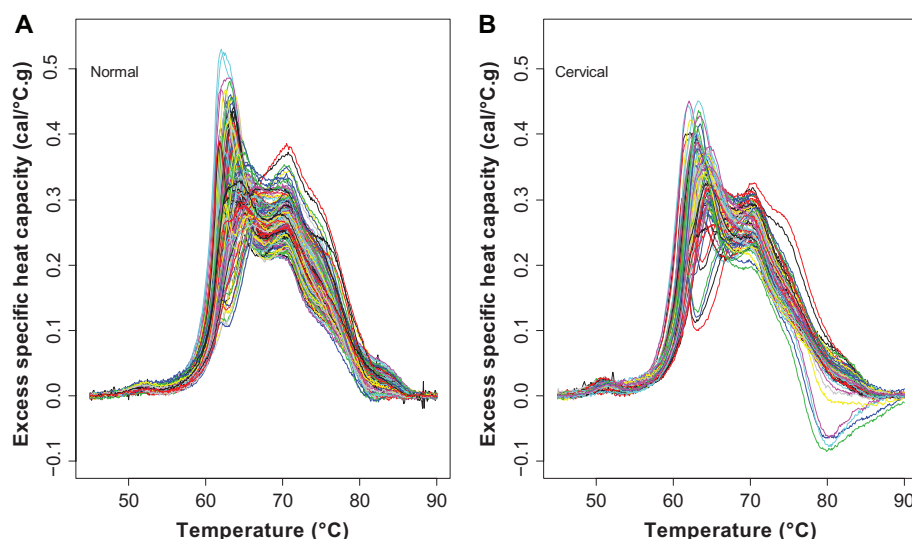 A
Normal
Excess specific heat capacity (cal/°C.g)
0.5
0.4
0.3
0.2
0.1
0.0
−0.1
50 60 70 80 90
Temperature (°C)
B
Cervical
Excess specific heat capacity (cal/°C.g)
0.5
0.4
0.3
0.2
0.1
0.0
−0.1
50 60 70 80 90
Temperature (°C)